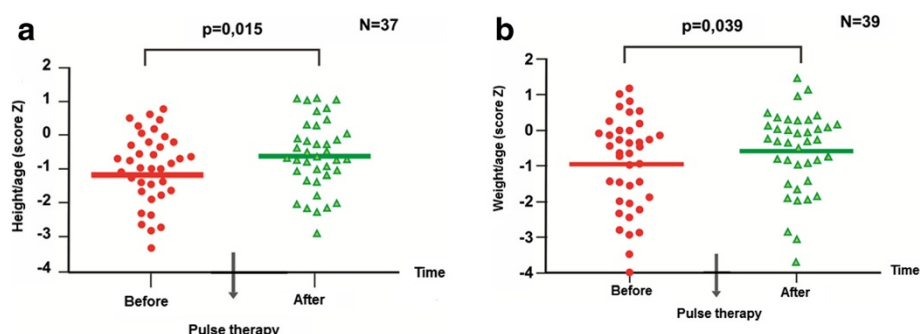 a
p=0,015
N=37
Height/age (score Z)
2
1
0
-1
-2
-3
-4
Time
Before
After
Pulse therapy
b
p=0,039
N=39
Weight/age (score Z)
2
1
0
-1
-2
-3
-4
Time
Before
After
Pulse therapy